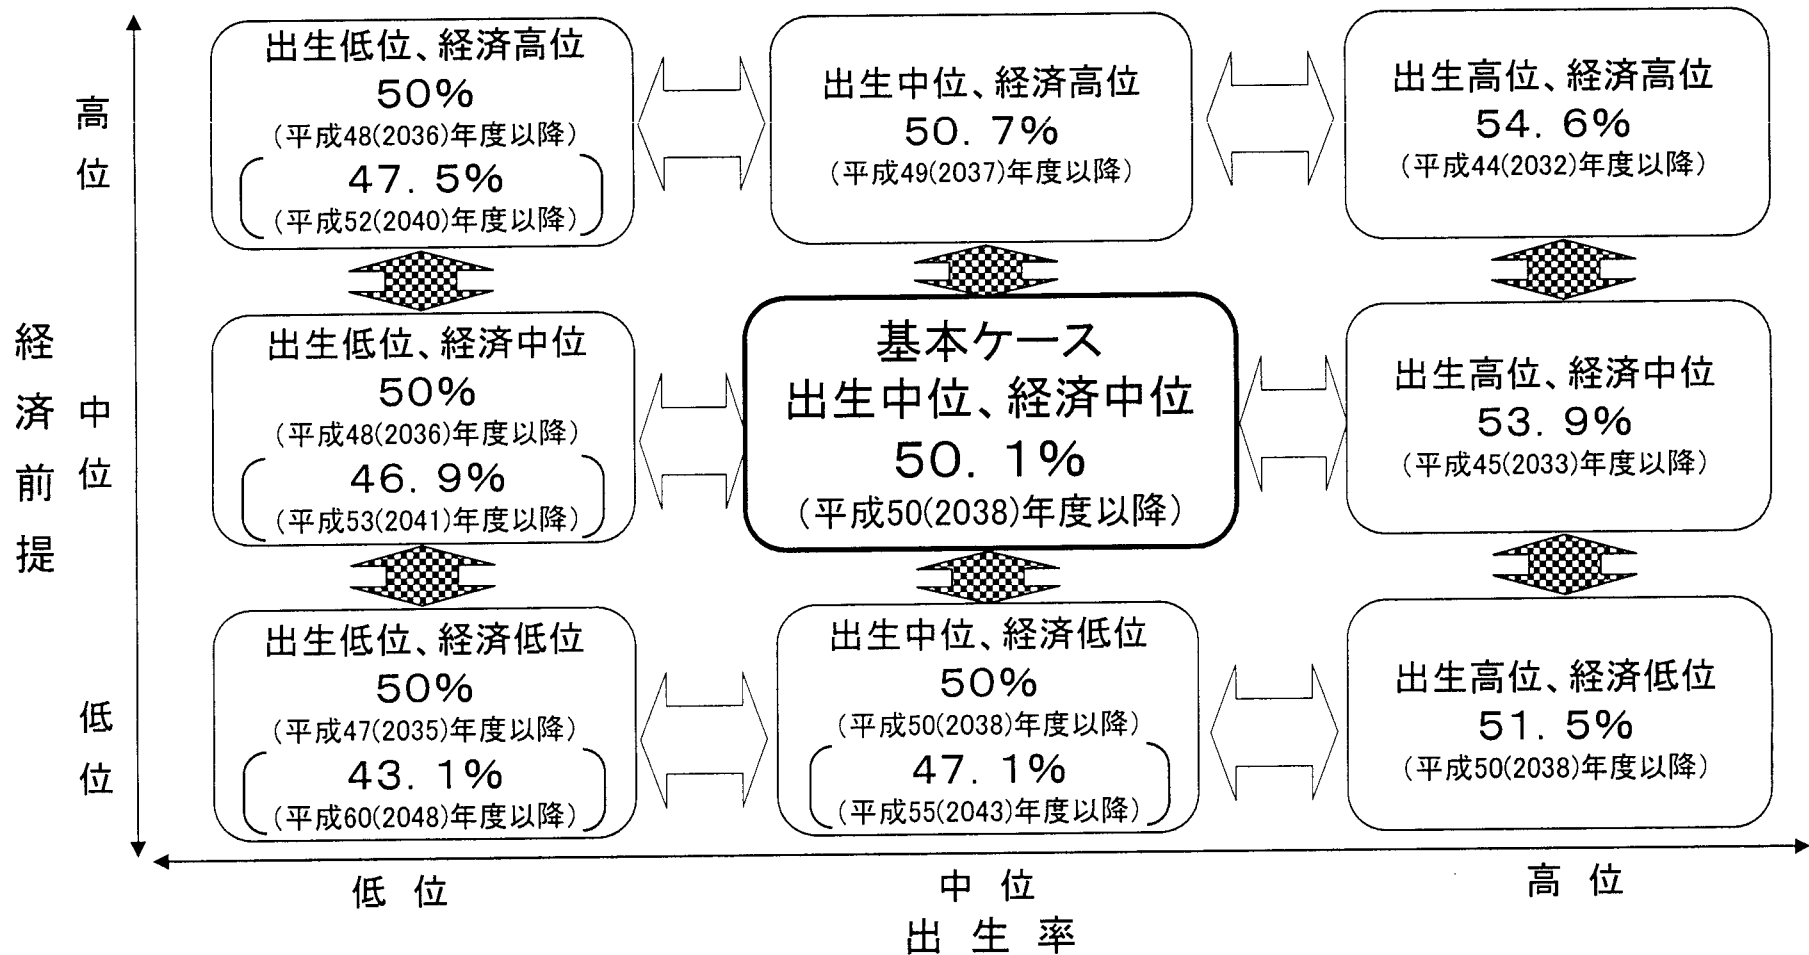 出生低位、経済高位
50%
(平成48(2036)年度以降)
47.5%
(平成52(2040)年度以降)
出生中位、経済高位
50.7%
(平成49(2037)年度以降)
出生高位、経済高位
54.6%
(平成44(2032)年度以降)
高位
出生低位、経済中位
50%
(平成48(2036)年度以降)
46.9%
(平成53(2041)年度以降)
基本ケース
出生中位、経済中位
50.1%
(平成50(2038)年度以降)
出生高位、経済中位
53.9%
(平成45(2033)年度以降)
経済前提
中位
出生低位、経済低位
50%
(平成47(2035)年度以降)
43.1%
(平成60(2048)年度以降)
出生中位、経済低位
50%
(平成50(2038)年度以降)
47.1%
(平成55(2043)年度以降)
出生高位、経済低位
51.5%
(平成50(2038)年度以降)
低位
低位
中位
高位
出生率